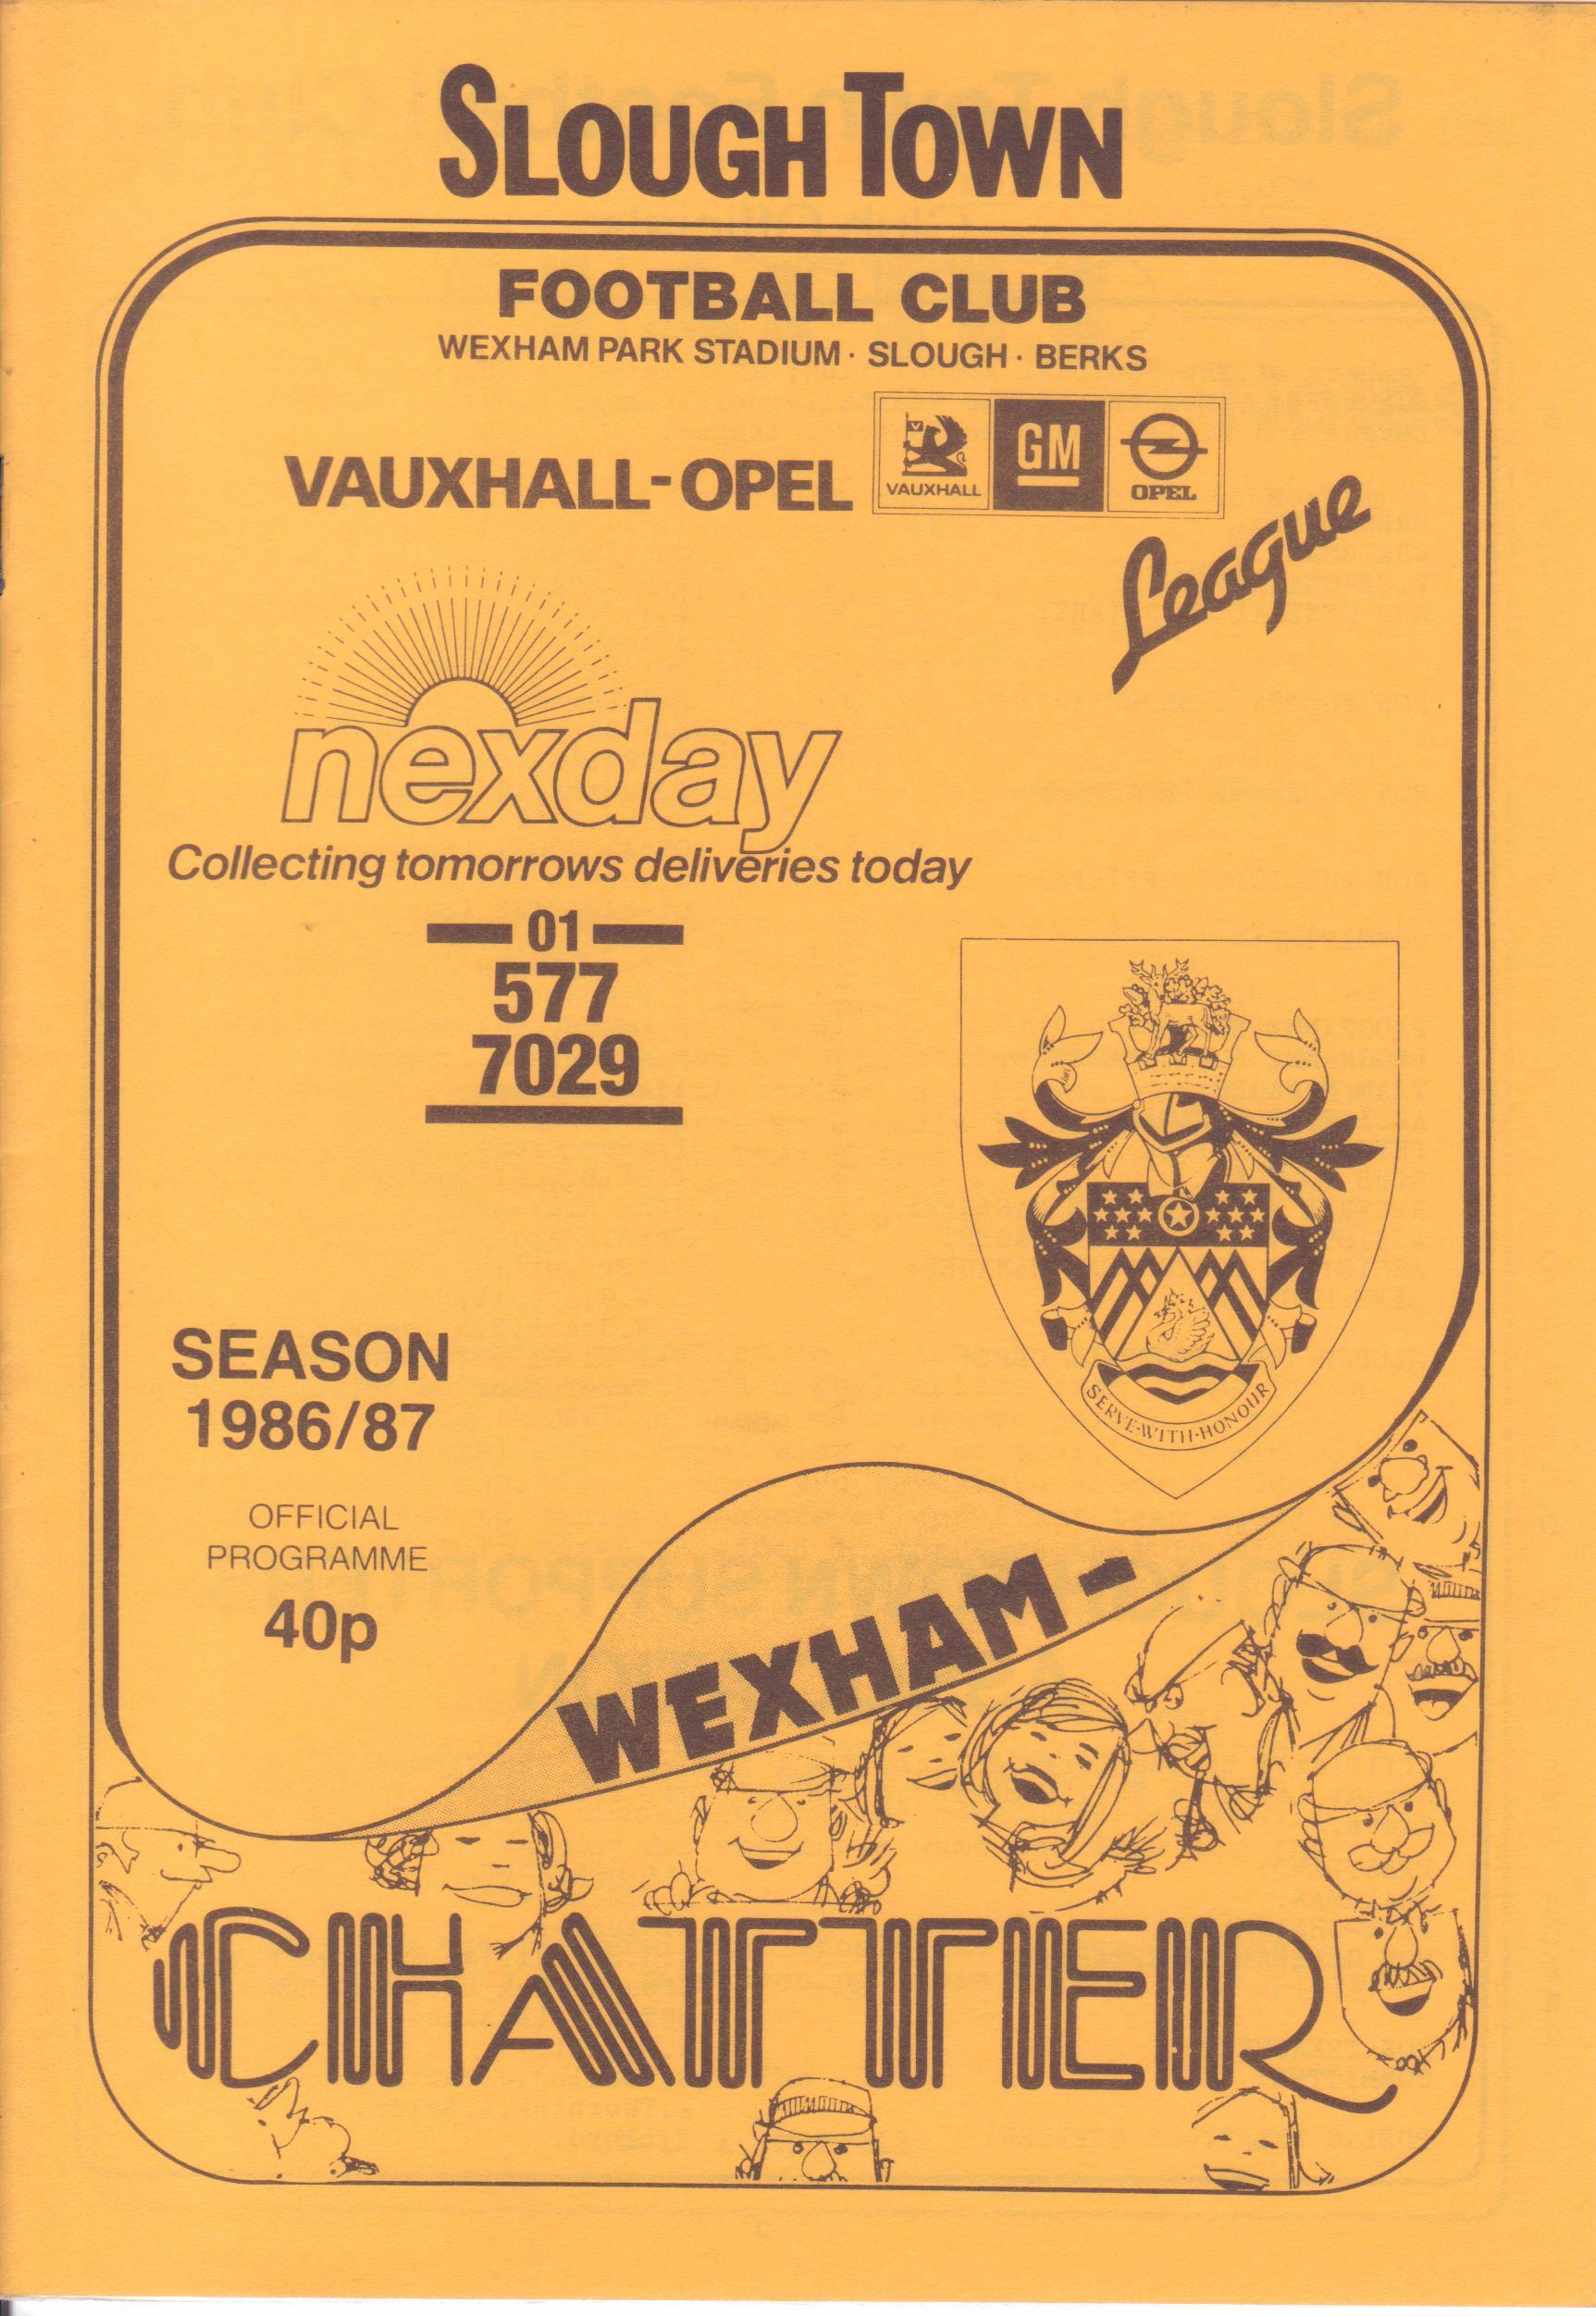 SLOUGH TOWN
FOOTBALL CLUB
WEXHAM PARK STADIUM · SLOUGH · BERKS
VAUXHALL-OPEL
VAUXHALL
GM
OPEL
League
nexday
Collecting tomorrows deliveries today
01
577
7029
SERVE·WITH·HONOUR
SEASON
1986/87
OFFICIAL
PROGRAMME
40p
WEXHAM-
CHATTER